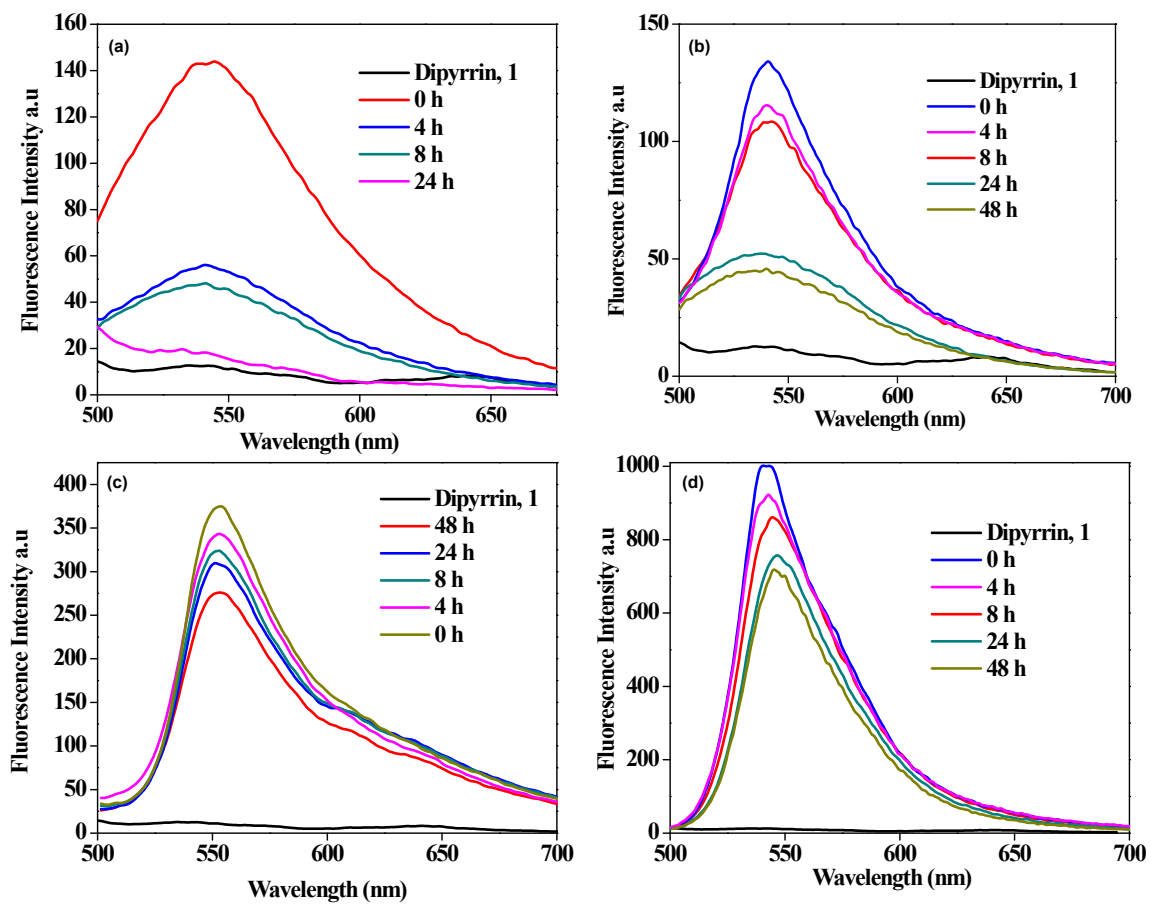 (a)
Fluorescence Intensity a.u
160
140
120
100
80
60
40
20
0
500 550 600 650
Wavelength (nm)
Dipyrrin, 1
0 h
4 h
8 h
24 h
(b)
Fluorescence Intensity a.u
150
100
50
0
500 550 600 650 700
Wavelength (nm)
Dipyrrin, 1
0 h
4 h
8 h
24 h
48 h
(c)
Fluorescence Intensity a.u
400
350
300
250
200
150
100
50
0
500 550 600 650 700
Wavelength (nm)
Dipyrrin, 1
48 h
24 h
8 h
4 h
0 h
(d)
Fluorescence Intensity a.u
1000
800
600
400
200
0
500 550 600 650 700
Wavelength (nm)
Dipyrrin, 1
0 h
4 h
8 h
24 h
48 h